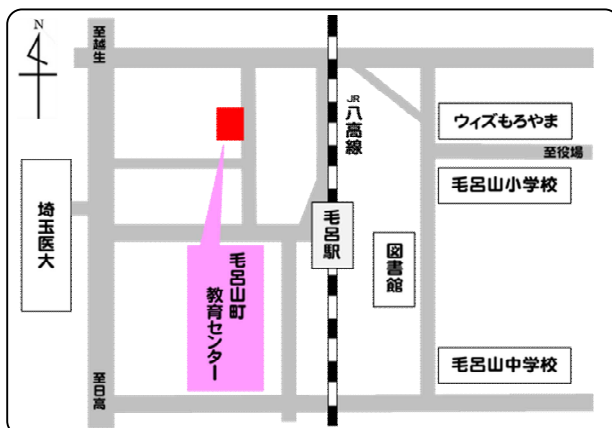 N
至越生
JR八高線
ウィズもろやま
至役場
毛呂山小学校
埼玉医大
毛呂駅
図書館
毛呂山町
教育センター
毛呂山中学校
至日高